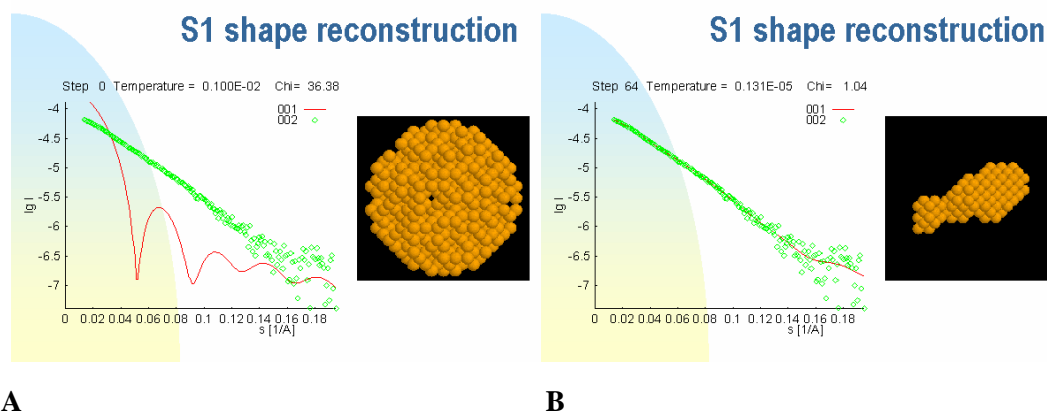 S1 shape reconstruction
Step 0 Temperature = 0.100E-02 Chi= 36.38
001
002
-4
-4.5
-5
-5.5
-6
-6.5
-7
lg I
0 0.02 0.04 0.06 0.08 0.1 0.12 0.14 0.16 0.18
s [1/A]
A
S1 shape reconstruction
Step 64 Temperature = 0.131E-05 Chi= 1.04
001
002
-4
-4.5
-5
-5.5
-6
-6.5
-7
lg I
0 0.02 0.04 0.06 0.08 0.1 0.12 0.14 0.16 0.18
s [1/A]
B